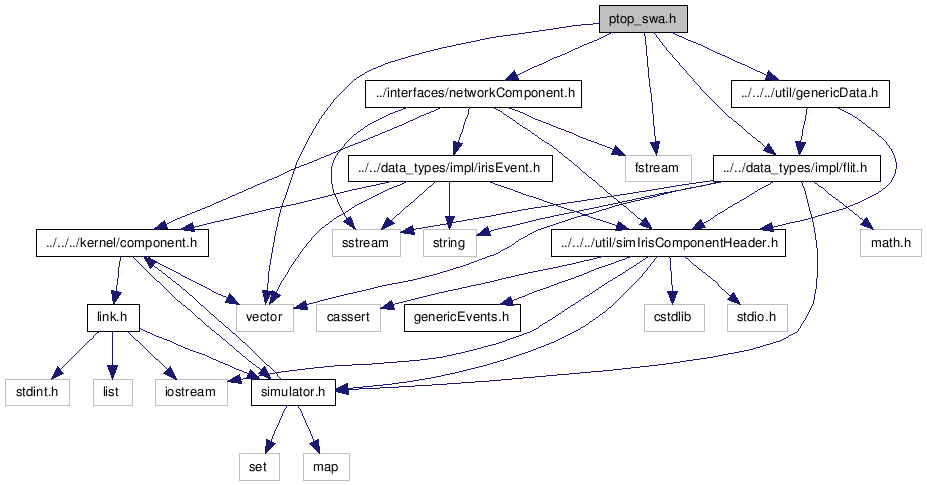 ptop_swa.h
../interfaces/networkComponent.h
../../../util/genericData.h
../../data_types/impl/irisEvent.h
fstream
../../data_types/impl/flit.h
../../../kernel/component.h
sstream
string
../../../util/simIrisComponentHeader.h
math.h
link.h
vector
cassert
genericEvents.h
cstdlib
stdio.h
stdint.h
list
iostream
simulator.h
set
map